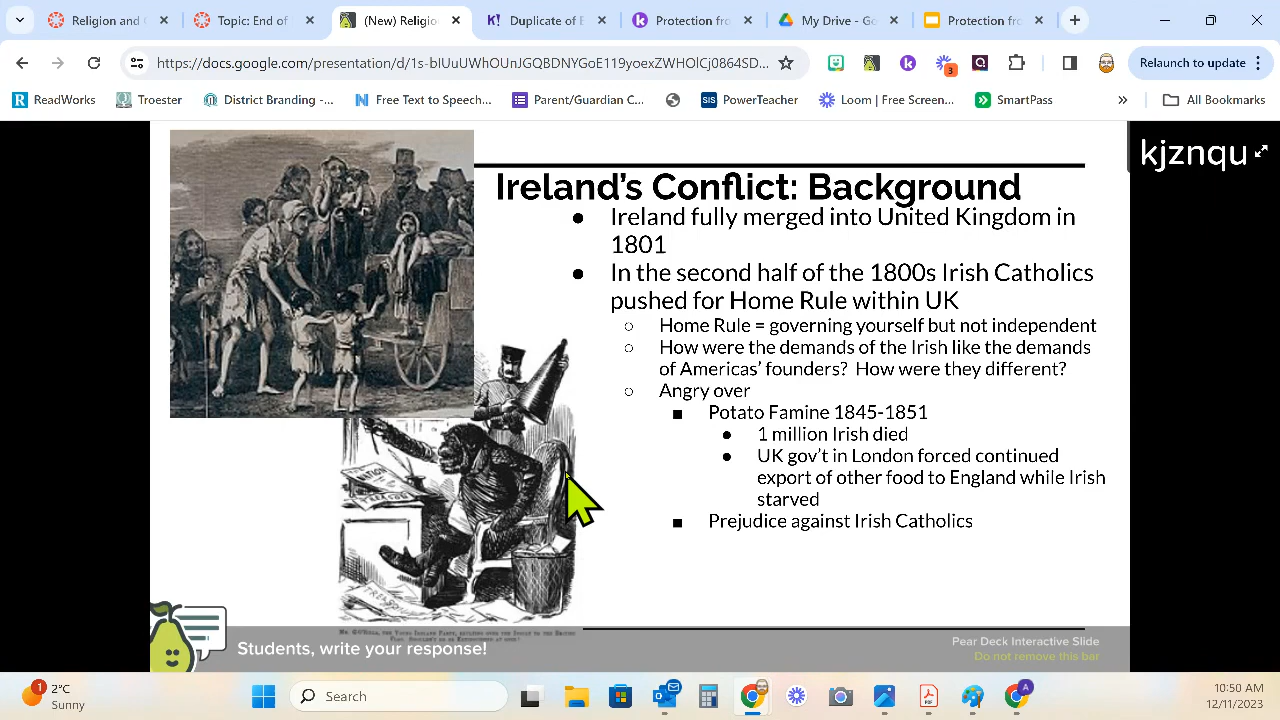 Religion and C
Topic: End of
(New) Religio
Duplicate of E
Protection fro
My Drive - Go
Protection fro
https://docs.google.com/presentation/d/1s-bIUuUWhOUnJGQBDNYGoE119yoexZWHOlCj0864SD...
3
Relaunch to update
ReadWorks
Troester
District Branding -...
Free Text to Speech...
Parent/Guardian C...
SIS PowerTeacher
Loom | Free Screen...
SmartPass
All Bookmarks
kjznqu
Ireland's Conflict: Background
● Ireland fully merged into United Kingdom in
1801
● In the second half of the 1800s Irish Catholics
pushed for Home Rule within UK
○ Home Rule = governing yourself but not independent
○ How were the demands of the Irish like the demands
of Americas' founders? How were they different?
○ Angry over
■ Potato Famine 1845-1851
● 1 million Irish died
● UK gov't in London forced continued
export of other food to England while Irish
starved
■ Prejudice against Irish Catholics
Students, write your response!
Pear Deck Interactive Slide
Do not remove this bar
1
2°C
Sunny
Search
A
10:50 AM
12/1/2023